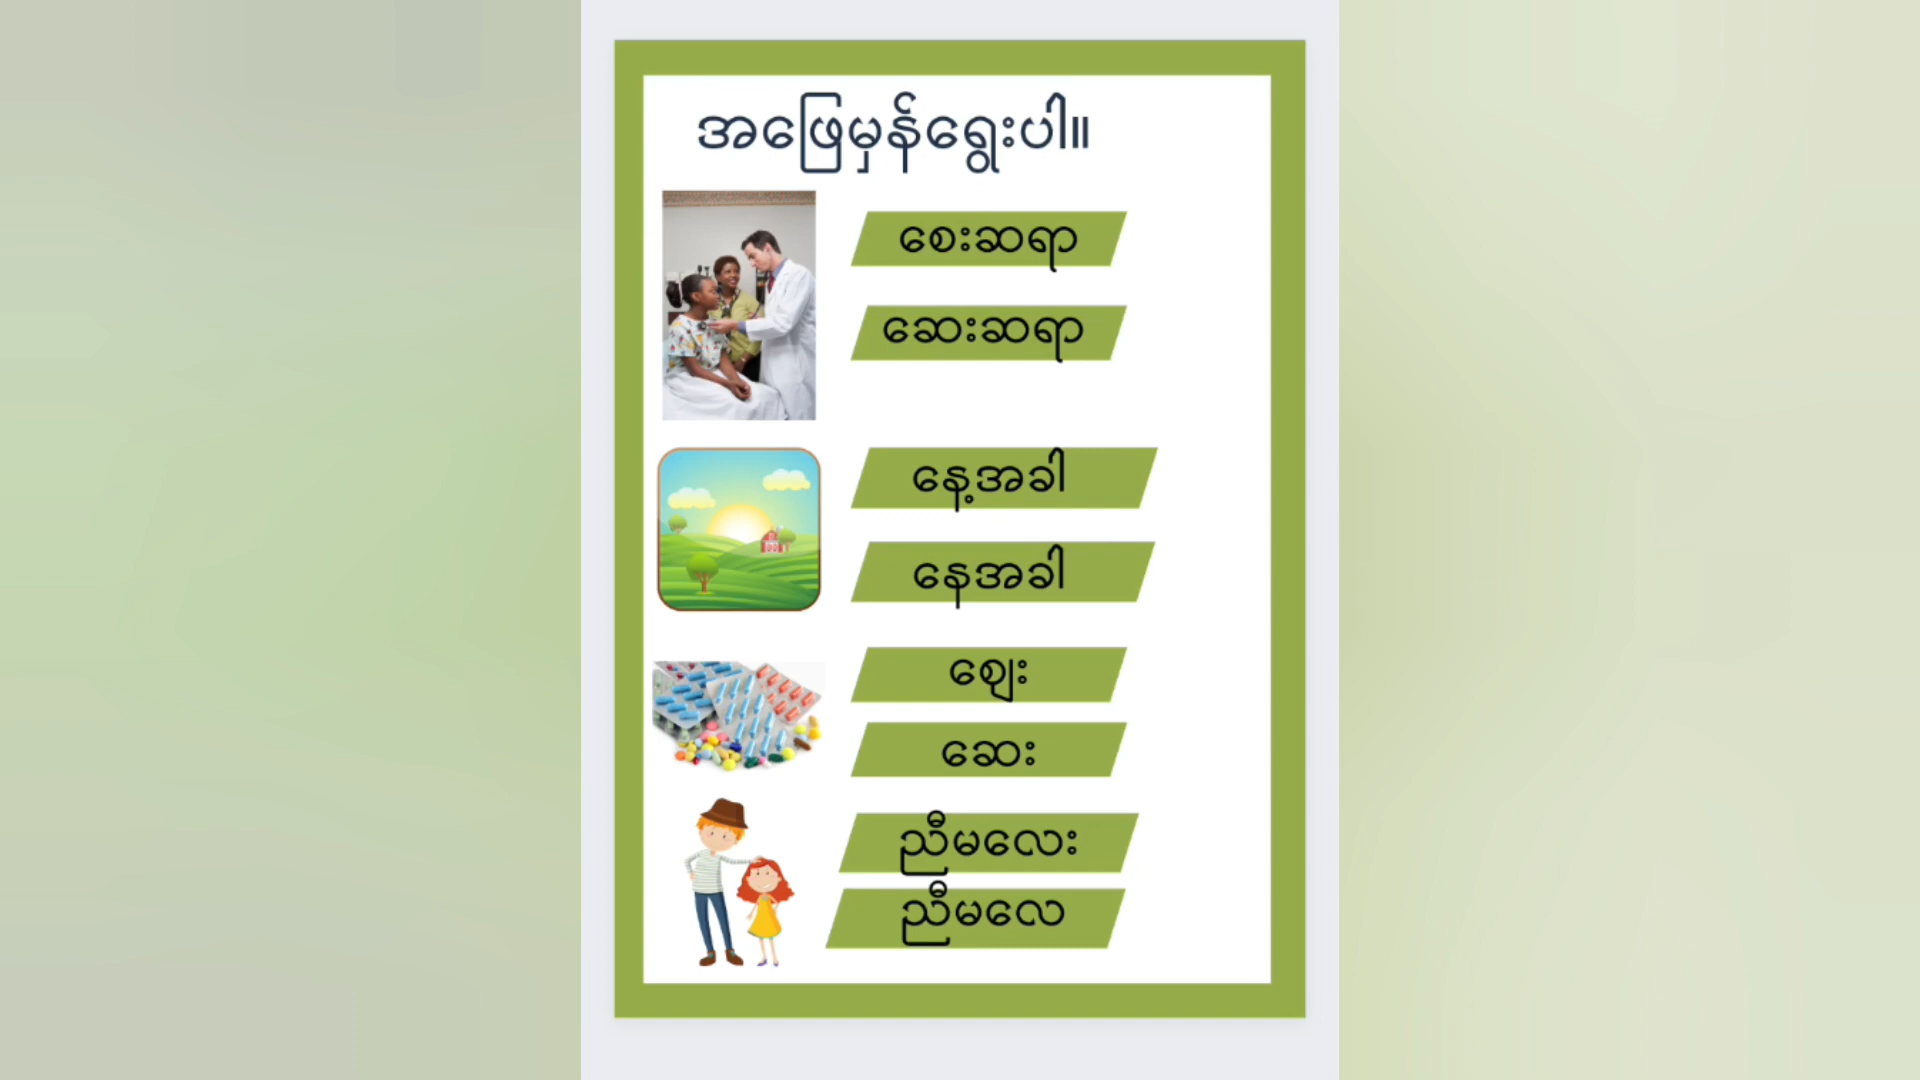 အဖြေမှန်ရွေးပါ။
စေးဆရာ
ဆေးဆရာ
နေ့အခါ
နေအခါ
ဈေး
ဆေး
ညီမလေး
ညီမလေ